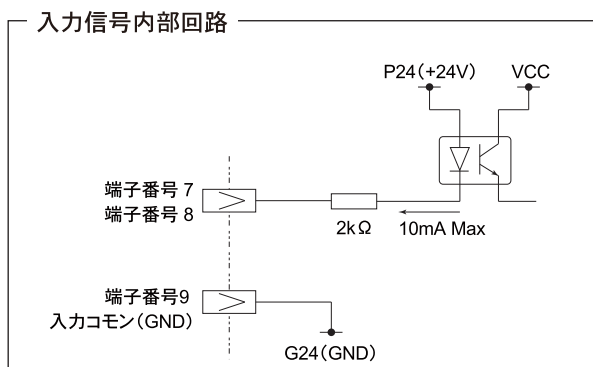 入力信号内部回路
P24(+24V)
VCC
端子番号 7
端子番号 8
2kΩ
10mA Max
端子番号9
入力コモン(GND)
G24(GND)